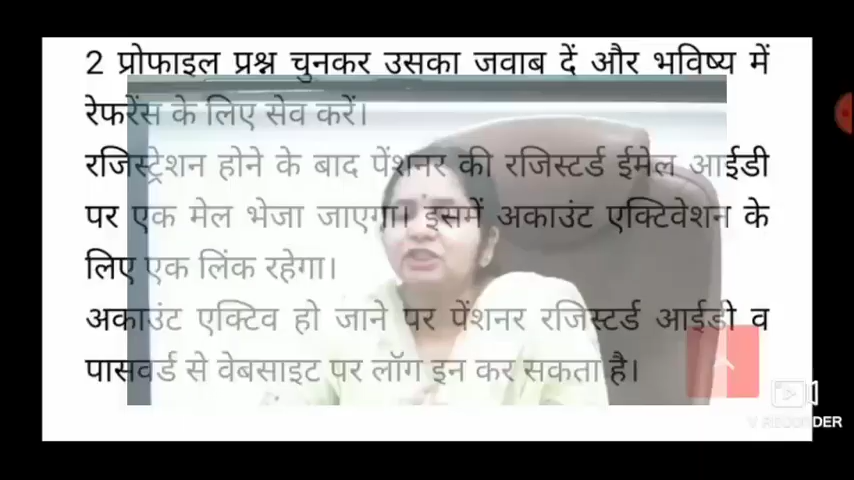 2 प्रोफाइल प्रश्न चुनकर उसका जवाब दें और भविष्य में
रेफरेंस के लिए सेव करें।
रजिस्ट्रेशन होने के बाद पेंशनर की रजिस्टर्ड ईमेल आईडी
पर एक मेल भेजा जाएगा। इसमें अकाउंट एक्टिवेशन के
लिए एक लिंक रहेगा।
अकाउंट एक्टिव हो जाने पर पेंशनर रजिस्टर्ड आईडी व
पासवर्ड से वेबसाइट पर लॉग इन कर सकता है।
V RECORDER